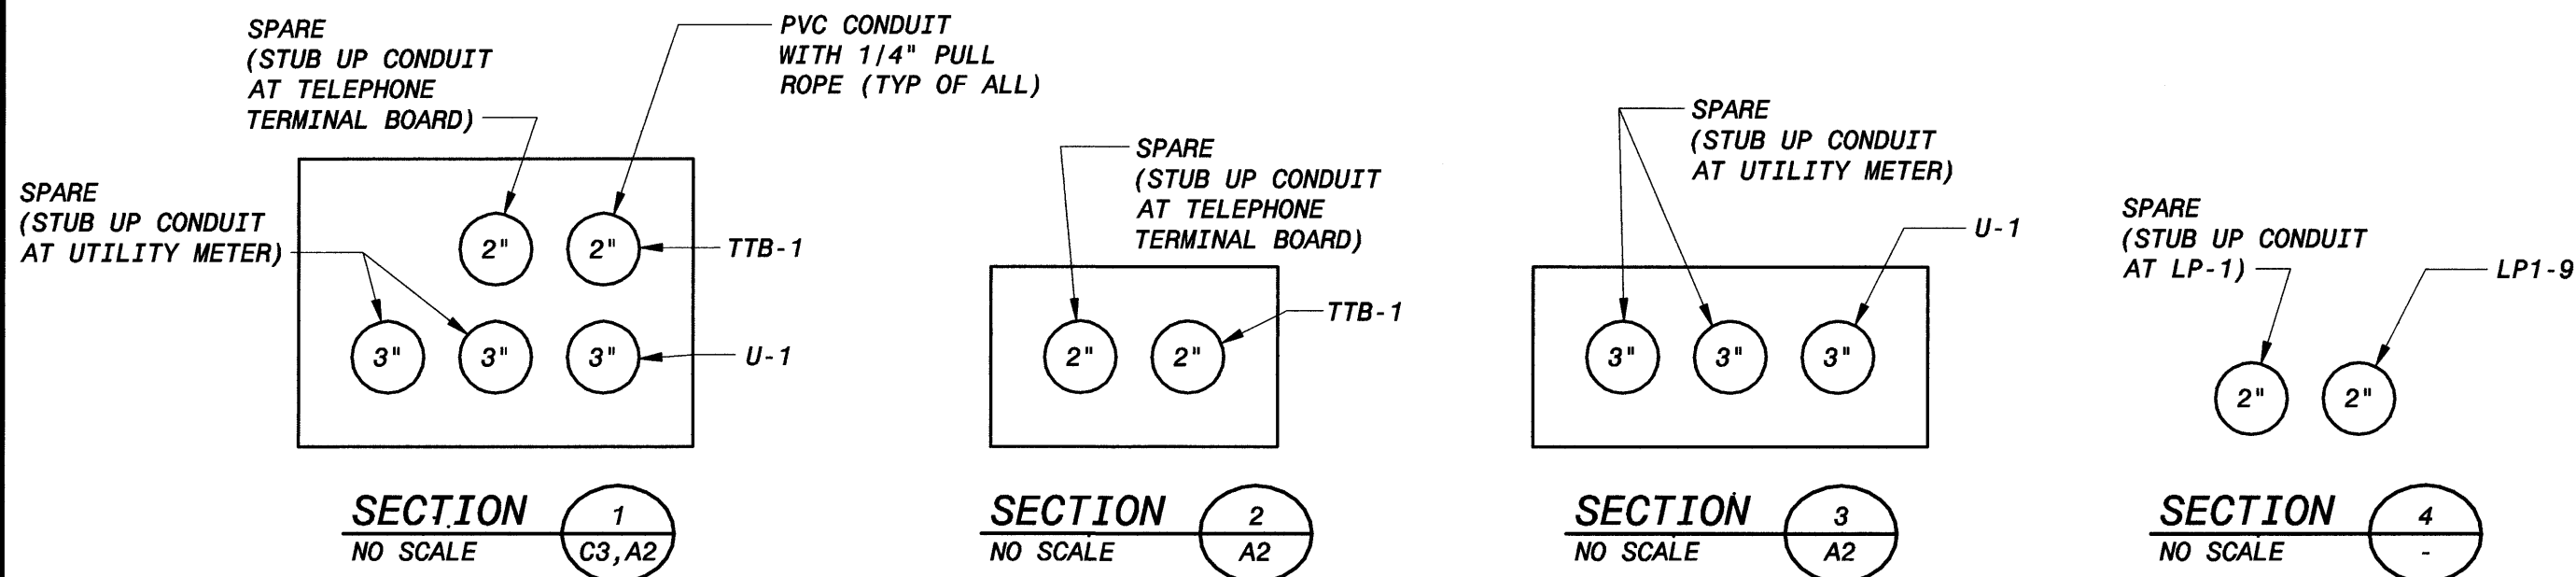 SPARE
(STUB UP CONDUIT
AT TELEPHONE
TERMINAL BOARD)
PVC CONDUIT
WITH 1/4" PULL
ROPE (TYP OF ALL)
SPARE
(STUB UP CONDUIT
AT UTILITY METER)
2"
2"
TTB-1
3"
3"
3"
U-1
SECTION
1
NO SCALE
C3,A2
SPARE
(STUB UP CONDUIT
AT TELEPHONE
TERMINAL BOARD)
TTB-1
2"
2"
SECTION
2
NO SCALE
A2
SPARE
(STUB UP CONDUIT
AT UTILITY METER)
U-1
3"
3"
3"
SECTION
3
NO SCALE
A2
SPARE
(STUB UP CONDUIT
AT LP-1)
LP1-9
2"
2"
SECTION
4
NO SCALE
-